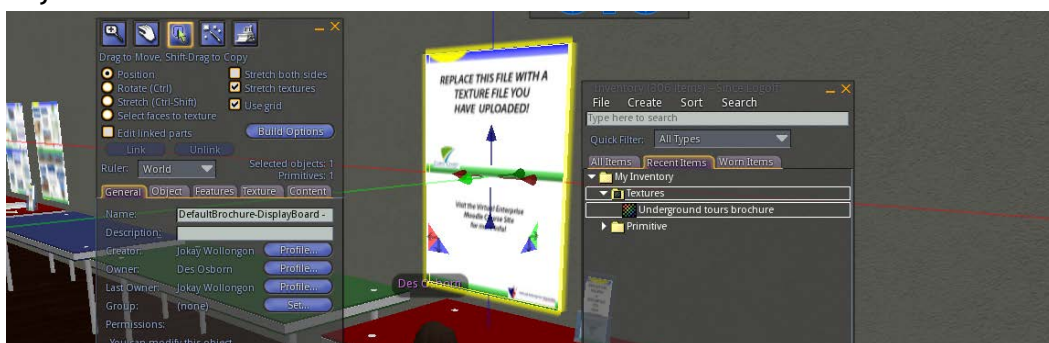 Drag to Move, Shift-Drag to Copy
Position
Stretch both sides
Rotate (Ctrl)
Stretch textures
Stretch (Ctrl-Shift)
Use grid
Select faces to texture
Edit linked parts
Build Options
Link Unlink
Ruler: World
Selected objects: 1
Primitives: 1
General Object Features Texture Content
Name: DefaultBrochure-DisplayBoard -
Description:
Creator: Jokay Wollongon Profile...
Owner: Des Osborn Profile...
Last Owner: Jokay Wollongon Profile...
Group: (none) Set...
Permissions:
You can modify this object
REPLACE THIS FILE WITH A
TEXTURE FILE YOU
HAVE UPLOADED!
Visit the Virtual Enterprise
Moodle Course Site
for more info!
Des Osborn
Inventory (306 items) - Since Logoff
File Create Sort Search
Type here to search
Quick Filter: All Types
All Items Recent Items Worn Items
My Inventory
Textures
Underground tours brochure
Primitive